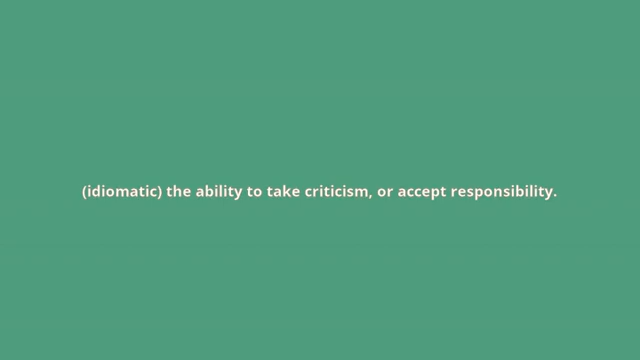 (idiomatic) the ability to take criticism, or accept responsibility.